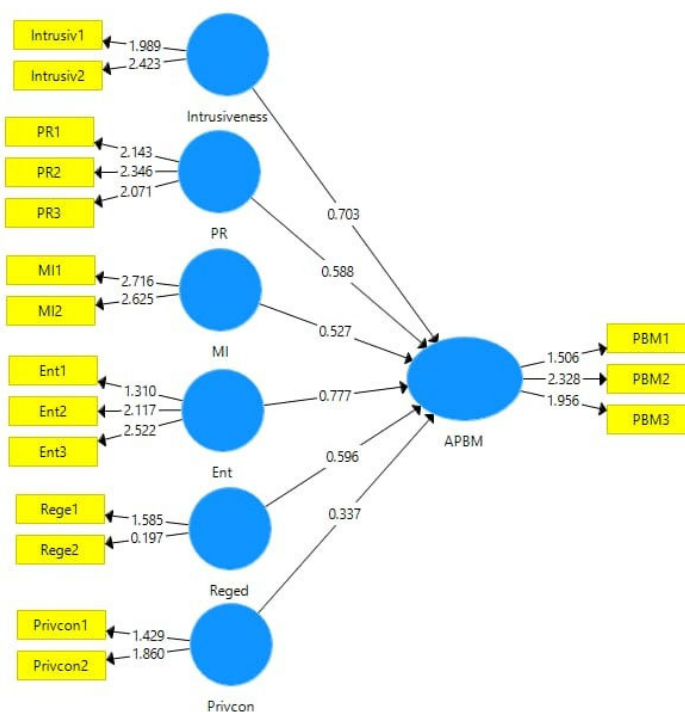 Intrusiv1
1.989
Intrusiv2
2.423
Intrusiveness
PR1
2.143
PR2
2.346
PR3
2.071
PR
0.703
0.588
MI1
2.716
MI2
2.625
MI
0.527
Ent1
1.310
Ent2
2.117
Ent3
2.522
Ent
0.777
PBM1
1.506
PBM2
2.328
PBM3
1.956
APBM
0.596
Rege1
1.585
Rege2
0.197
Reged
0.337
Privcon1
1.429
Privcon2
1.860
Privcon